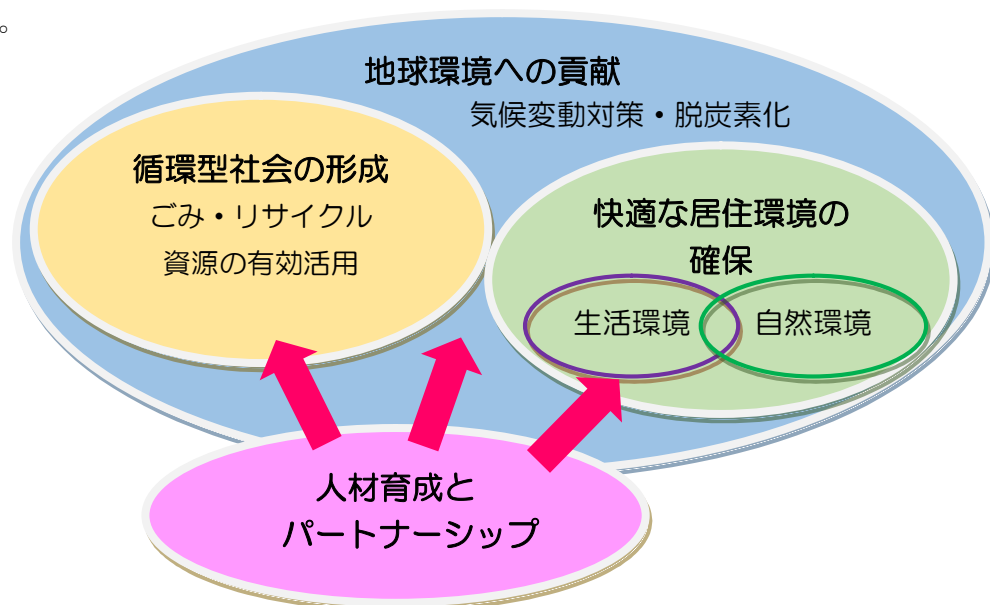 。
地球環境への貢献
気候変動対策・脱炭素化
循環型社会の形成
ごみ・リサイクル
資源の有効活用
快適な居住環境の
確保
生活環境
自然環境
人材育成と
パートナーシップ